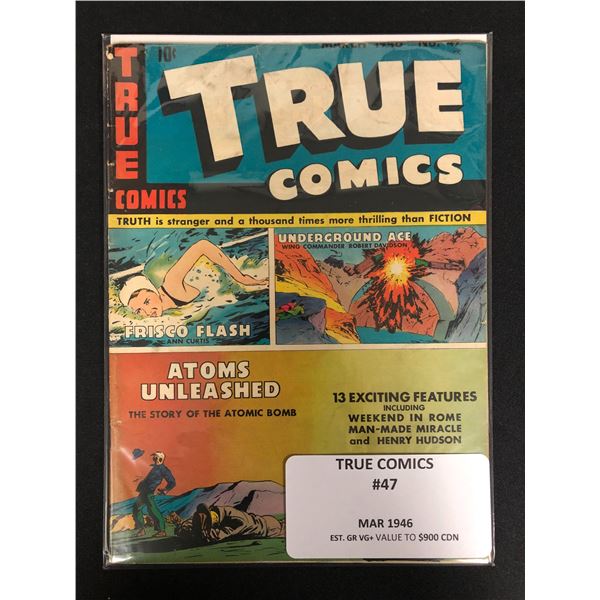 10¢
MARCH 1946 NO. 47
TRUE
COMICS
TRUE
COMICS
TRUTH is stranger and a thousand times more thrilling than FICTION
UNDERGROUND ACE
WING COMMANDER ROBERT DAVIDSON
FRISCO FLASH
ANN CURTIS
ATOMS
UNLEASHED
THE STORY OF THE ATOMIC BOMB
13 EXCITING FEATURES
INCLUDING
WEEKEND IN ROME
MAN-MADE MIRACLE
and HENRY HUDSON
TRUE COMICS
#47
MAR 1946
EST. GR VG+ VALUE TO $900 CDN